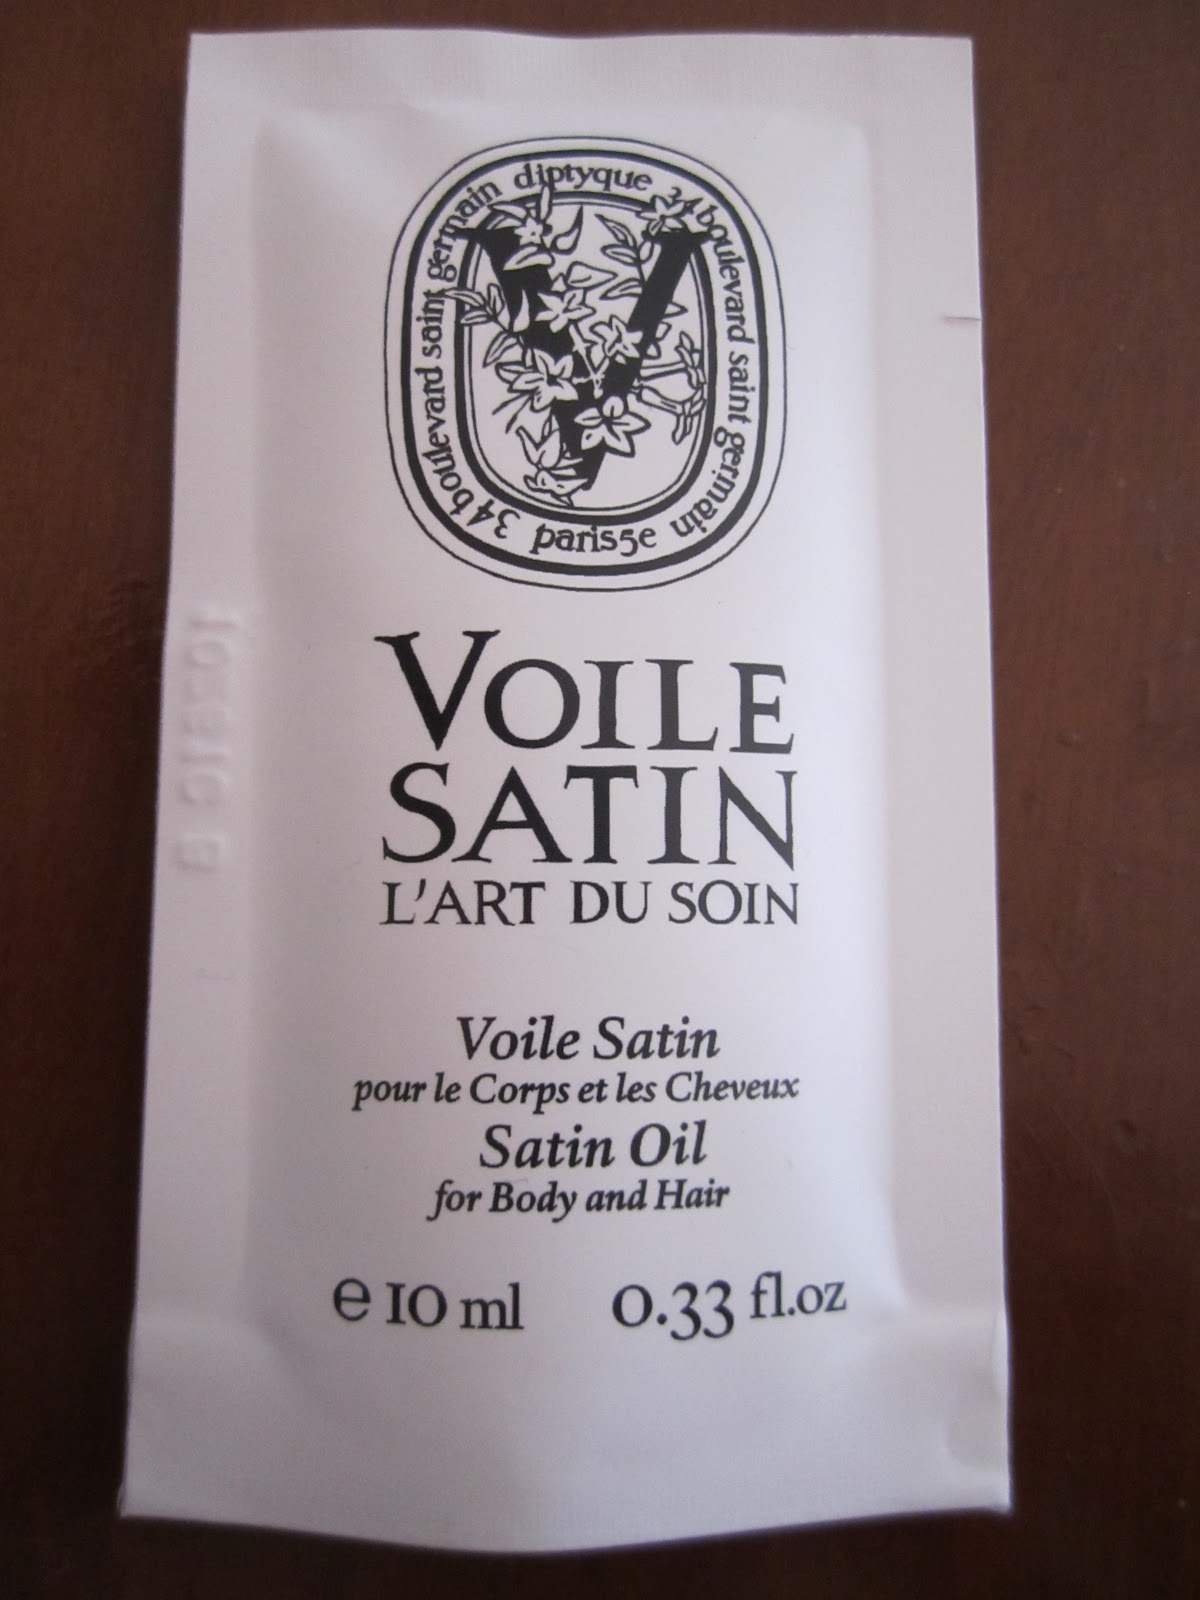 diptyque 34 boulevard saint germain paris5e 34 boulevard saint germain
VOILE
SATIN
L'ART DU SOIN
Voile Satin
pour le Corps et les Cheveux
Satin Oil
for Body and Hair
e 10 ml 0.33 fl.oz